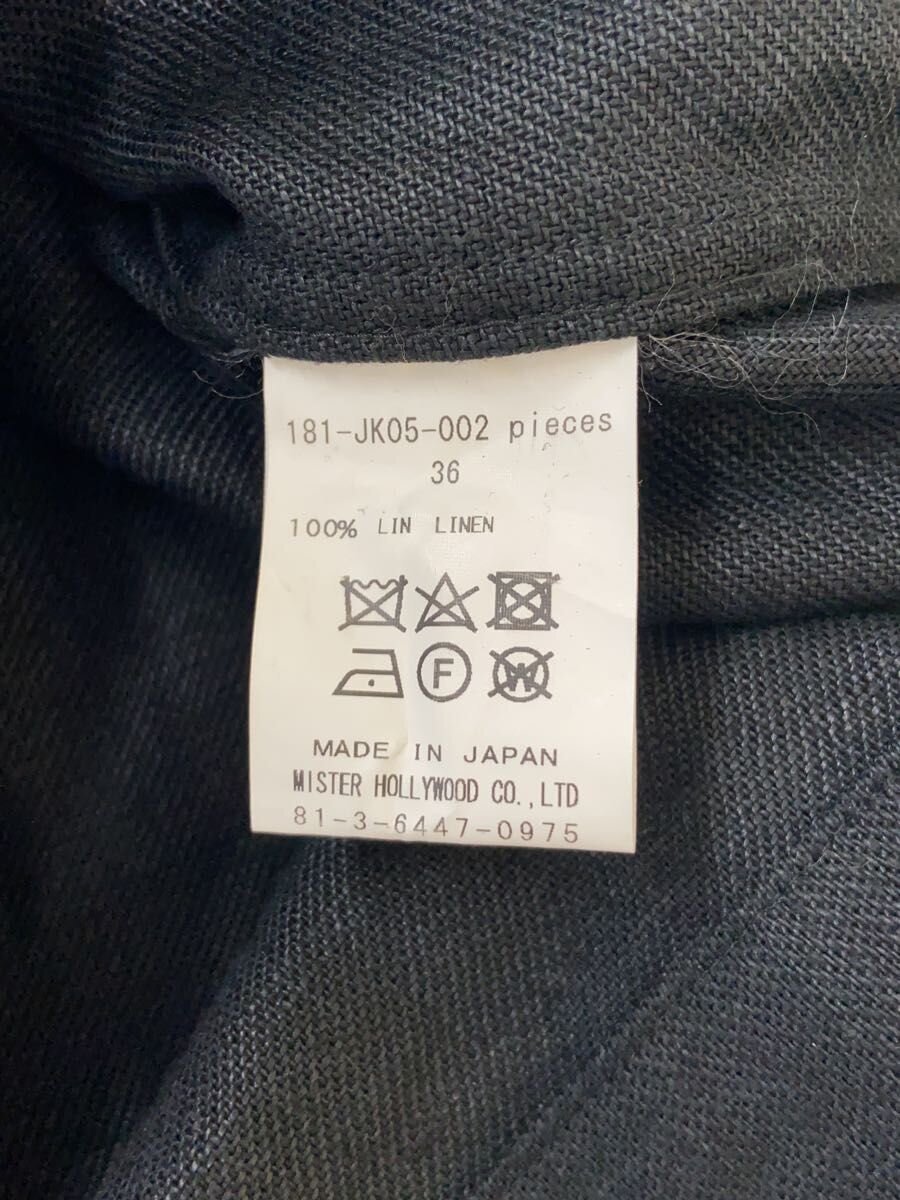 181-JK05-002 pieces
36
100% LIN LINEN
F W
MADE IN JAPAN
MISTER HOLLYWOOD CO.,LTD
81-3-6447-0975